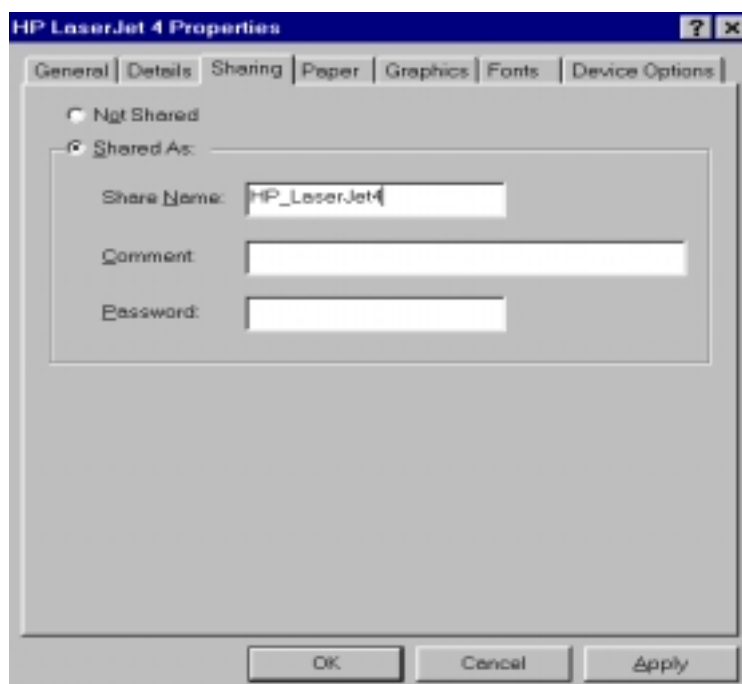 HP LaserJet 4 Properties ? ×
General Details Sharing Paper Graphics Fonts Device Options
Not Shared
Shared As:
Share Name: HP_LaserJet4
Comment:
Password:
OK Cancel Apply